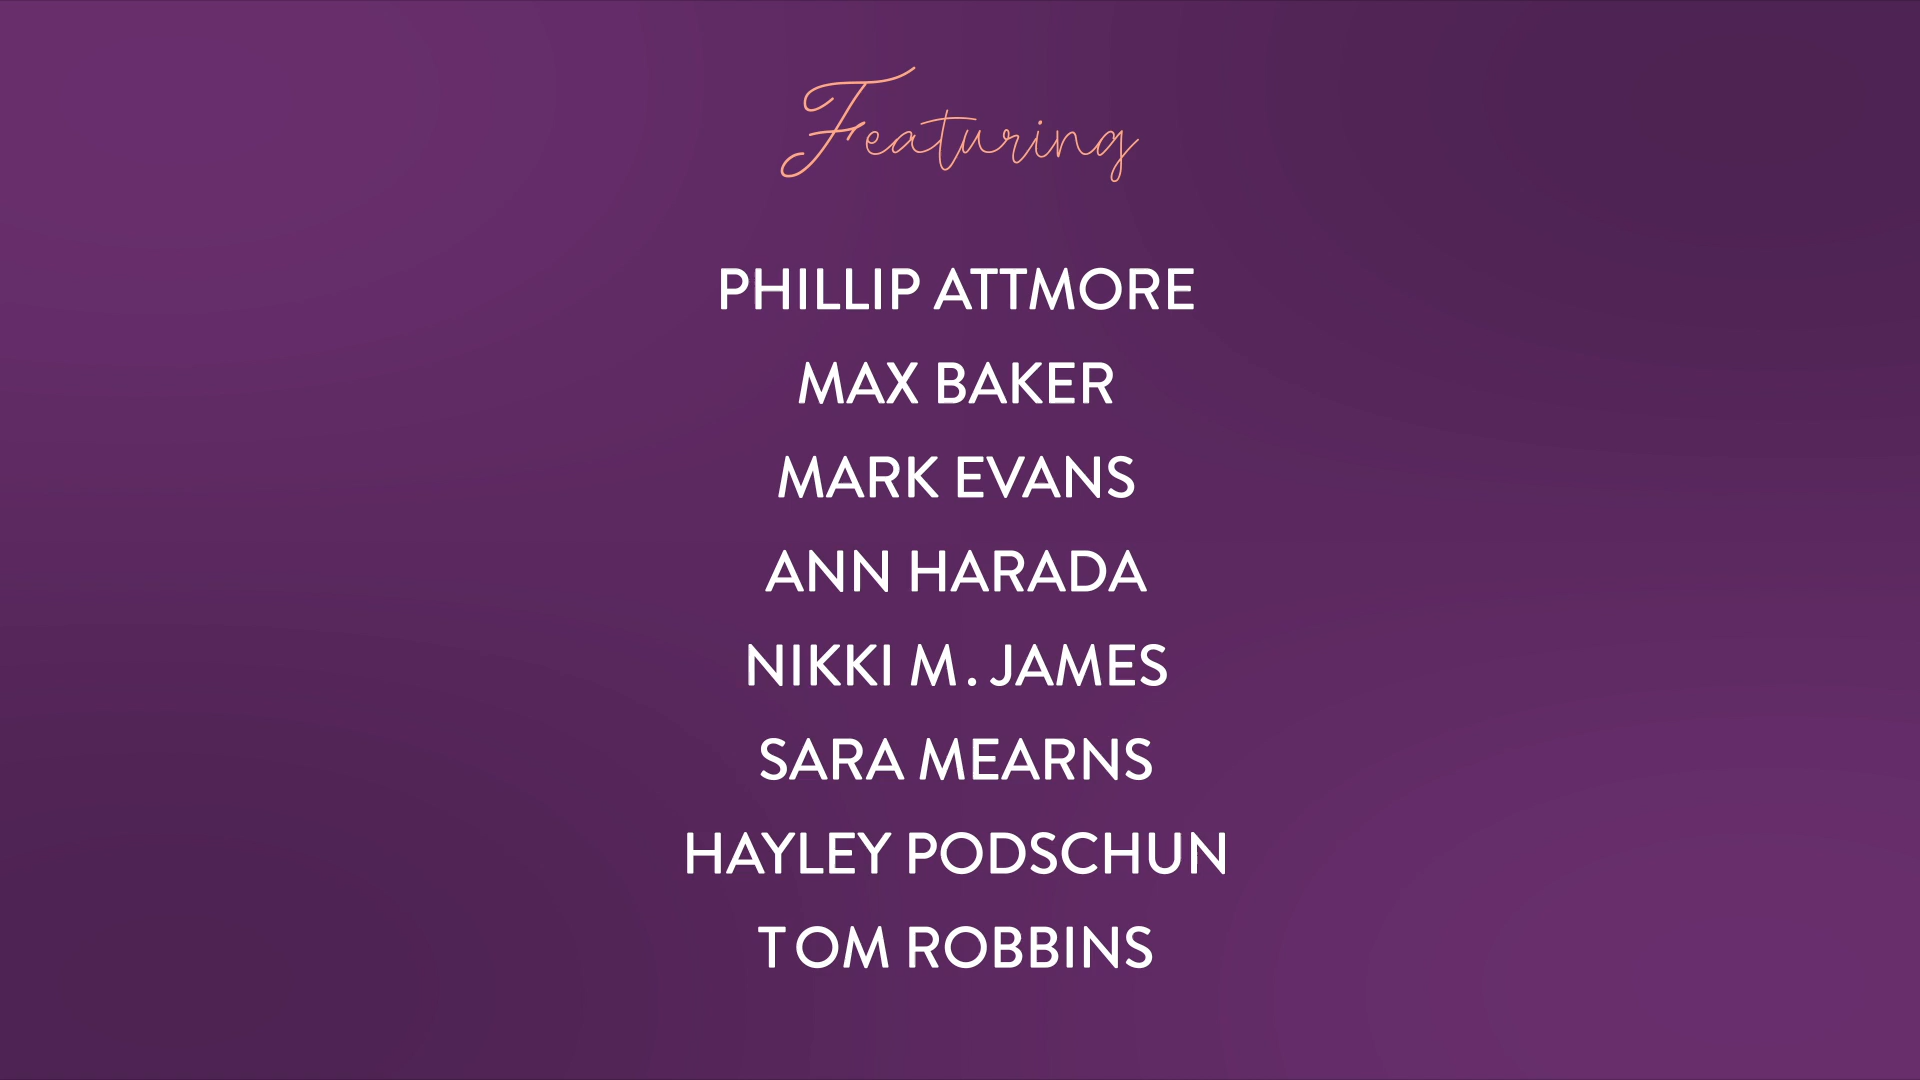 Featuring
PHILLIP ATTMORE
MAX BAKER
MARK EVANS
ANN HARADA
NIKKI M. JAMES
SARA MEARNS
HAYLEY PODSCHUN
TOM ROBBINS